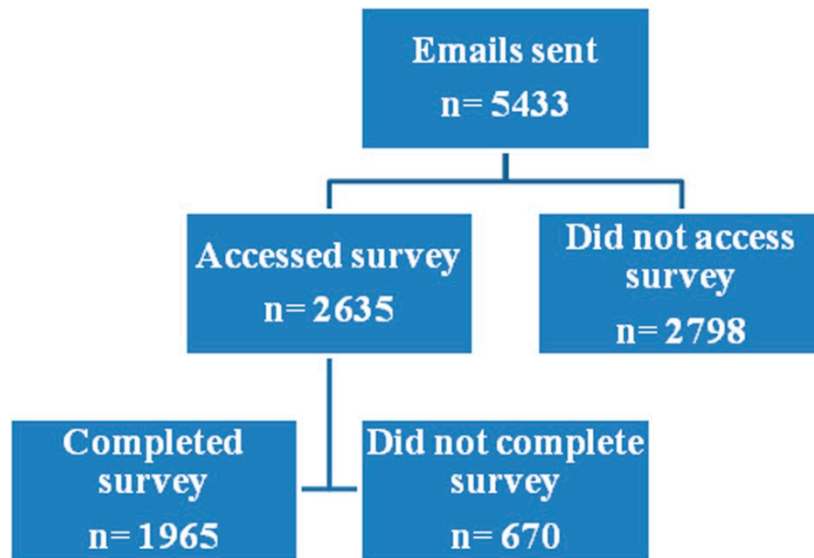 Emails sent
n= 5433
Accessed survey
n= 2635
Did not access
survey
n= 2798
Completed
survey
n= 1965
Did not complete
survey
n= 670